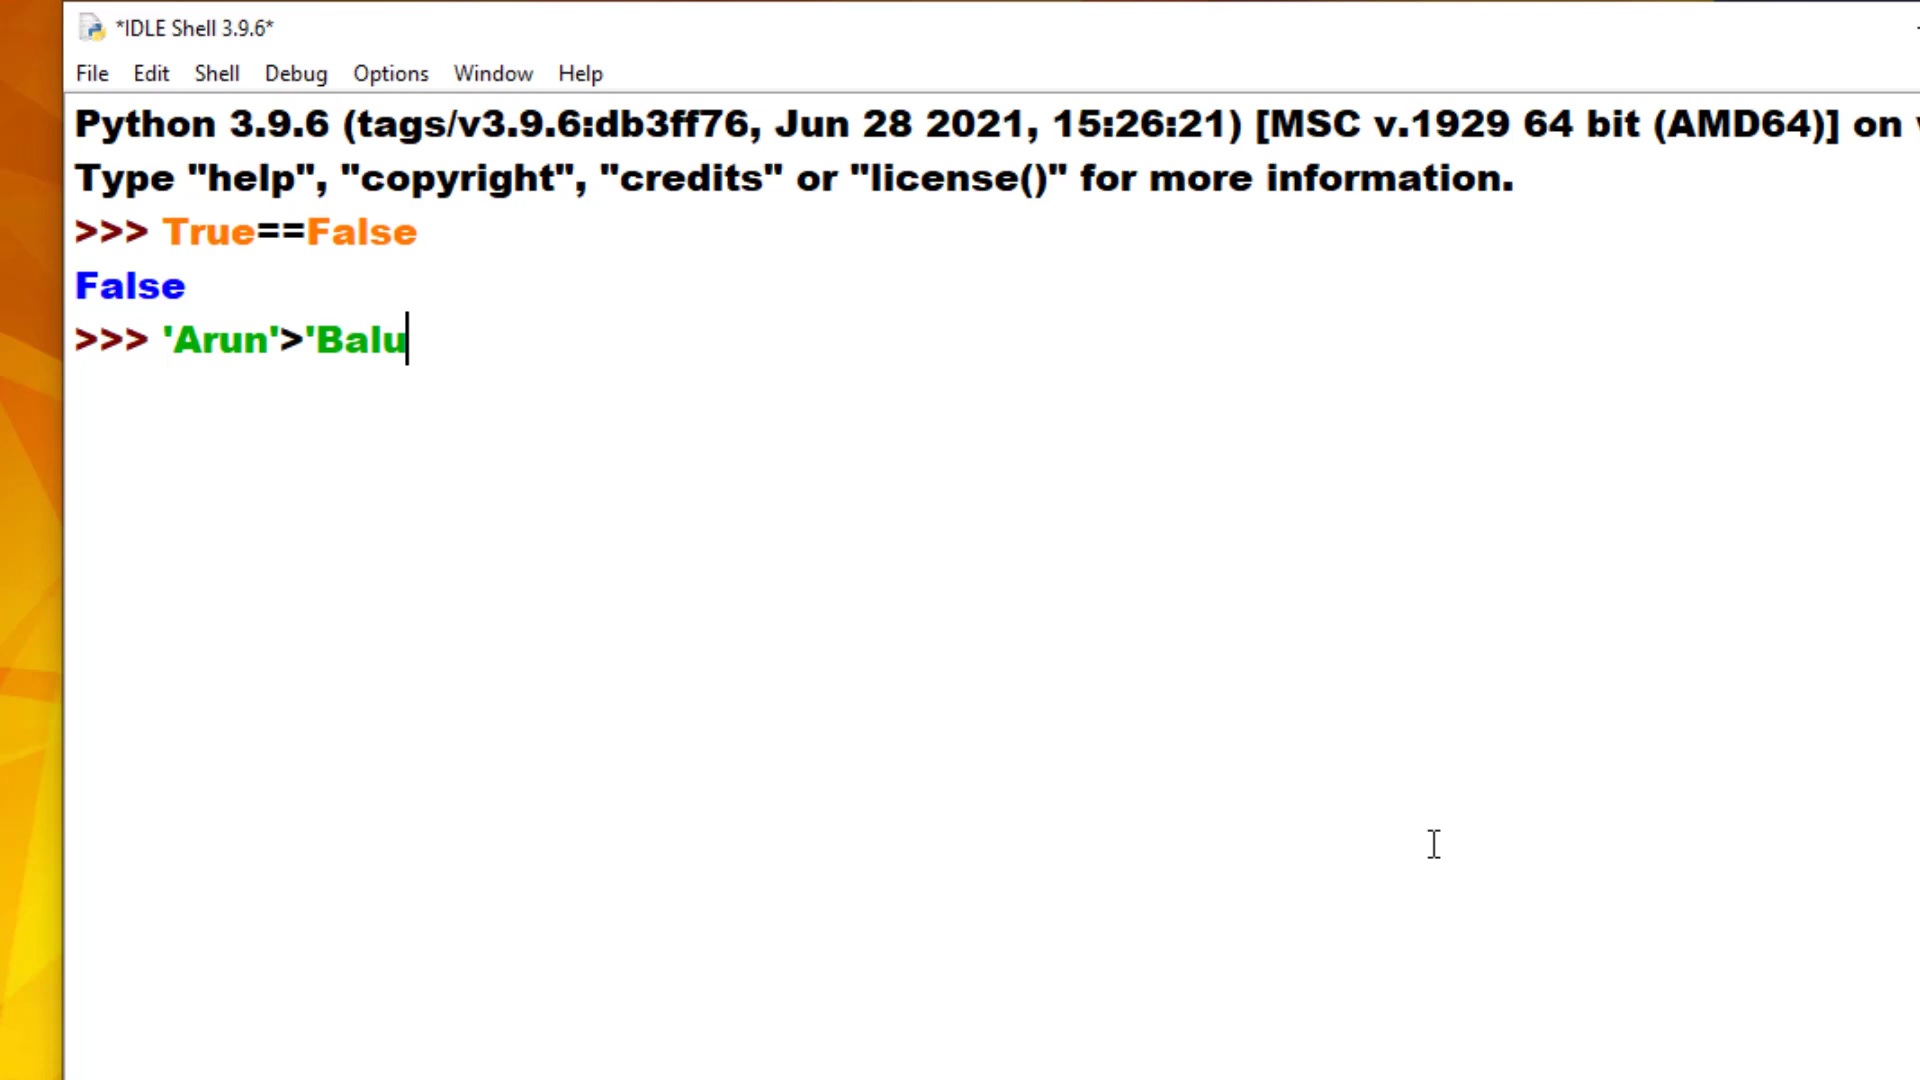 *IDLE Shell 3.9.6*
File Edit Shell Debug Options Window Help
Python 3.9.6 (tags/v3.9.6:db3ff76, Jun 28 2021, 15:26:21) [MSC v.1929 64 bit (AMD64)] on
Type "help", "copyright", "credits" or "license()" for more information.
>>> True==False
False
>>> 'Arun'>'Balu